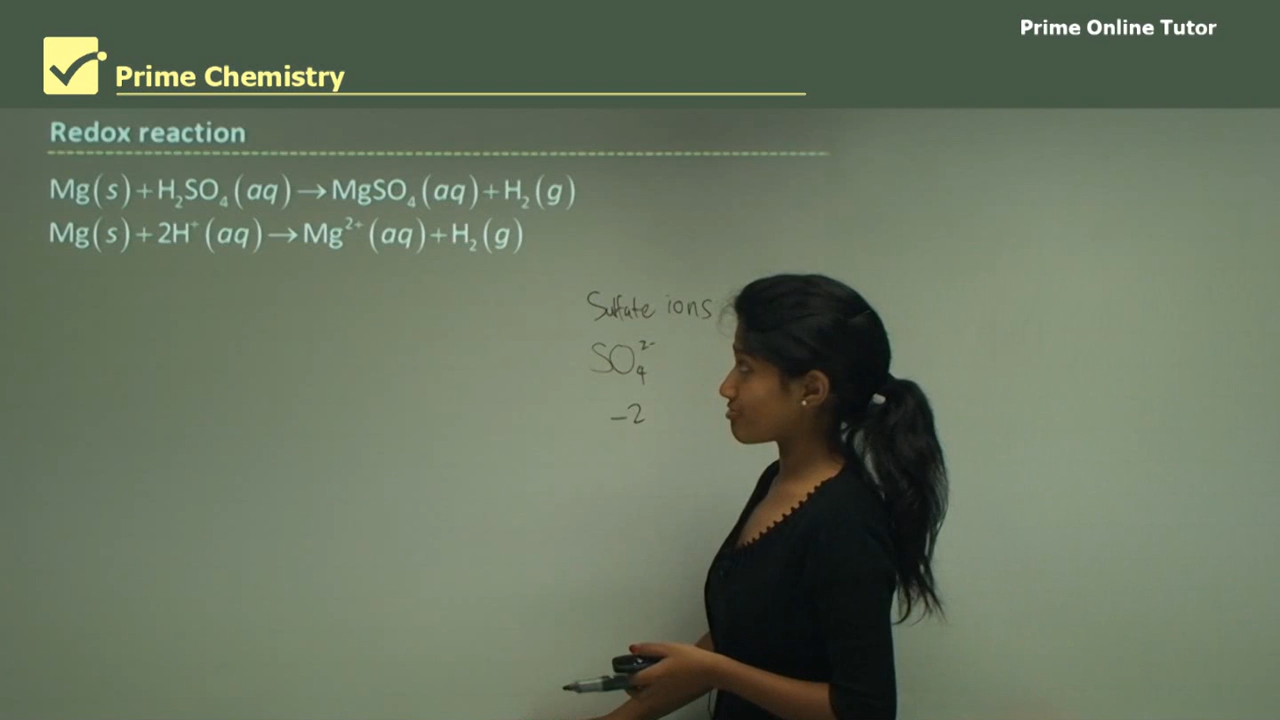 Prime Online Tutor
Prime Chemistry
Redox reaction
Mg(s)+H₂SO₄(aq)→MgSO₄(aq)+H₂(g)
Mg(s)+2H⁺(aq)→Mg²⁺(aq)+H₂(g)
Sulfate ions
SO₄²⁻
-2